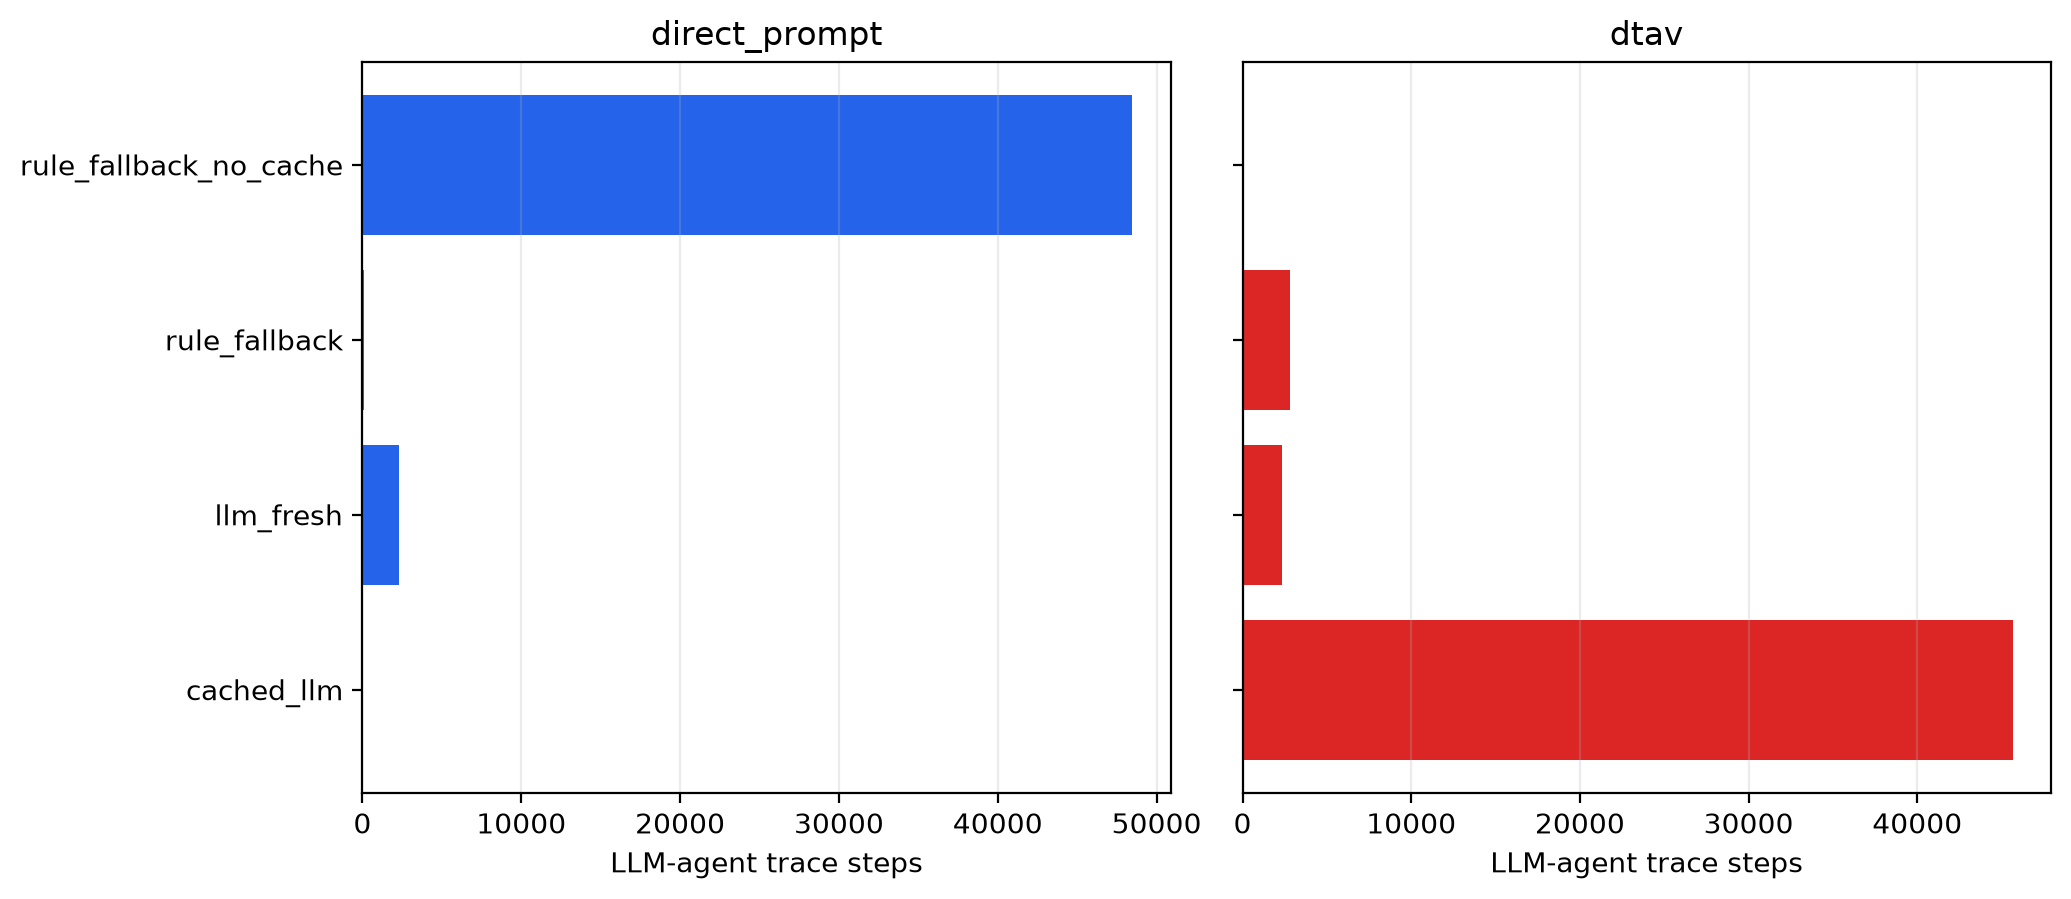 direct_prompt
dtav
rule_fallback_no_cache
rule_fallback
llm_fresh
cached_llm
0 10000 20000 30000 40000 50000
0 10000 20000 30000 40000
LLM-agent trace steps
LLM-agent trace steps